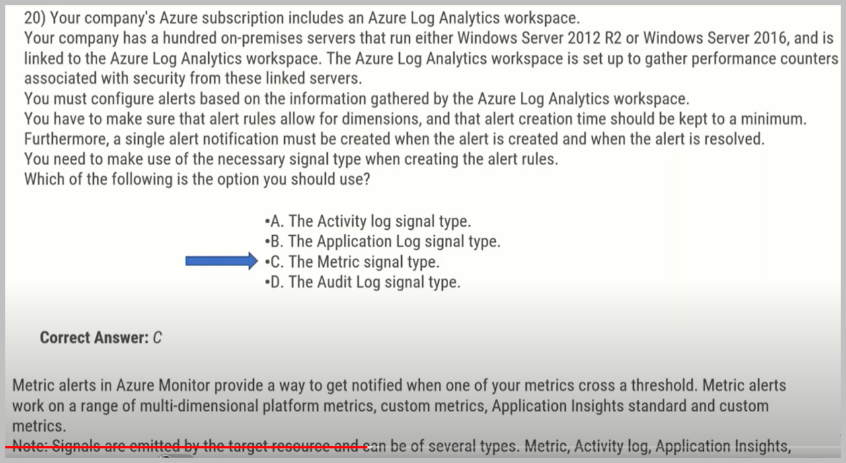 20) Your company's Azure subscription includes an Azure Log Analytics workspace.
Your company has a hundred on-premises servers that run either Windows Server 2012 R2 or Windows Server 2016, and is
linked to the Azure Log Analytics workspace. The Azure Log Analytics workspace is set up to gather performance counters
associated with security from these linked servers.
You must configure alerts based on the information gathered by the Azure Log Analytics workspace.
You have to make sure that alert rules allow for dimensions, and that alert creation time should be kept to a minimum.
Furthermore, a single alert notification must be created when the alert is created and when the alert is resolved.
You need to make use of the necessary signal type when creating the alert rules.
Which of the following is the option you should use?
•A. The Activity log signal type.
•B. The Application Log signal type.
•C. The Metric signal type.
•D. The Audit Log signal type.
Correct Answer: C
Metric alerts in Azure Monitor provide a way to get notified when one of your metrics cross a threshold. Metric alerts
work on a range of multi-dimensional platform metrics, custom metrics, Application Insights standard and custom
metrics.
Note: Signals are emitted by the target resource and can be of several types. Metric, Activity log, Application Insights,